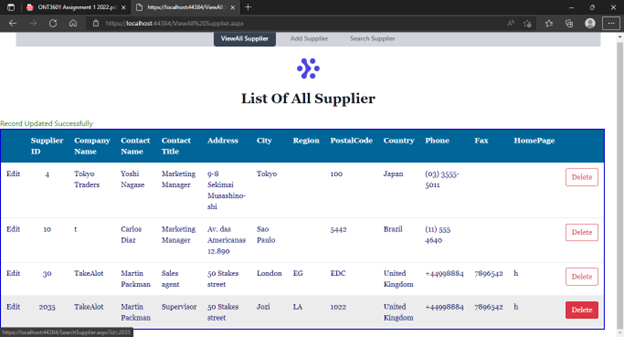 ONT3601 Assignment 1 2022.pd
https://localhost:44384/ViewAll S
https://localhost:44384/ViewAll%20Supplier.aspx
ViewAll Supplier Add Supplier Search Supplier
List Of All Supplier
Record Updated Successfully
Supplier ID Company Name Contact Name Contact Title Address City Region PostalCode Country Phone Fax HomePage
Edit 4 Tokyo Traders Yoshi Nagase Marketing Manager 9-8 Sekimai Musashino-shi Tokyo 100 Japan (03) 3555-5011 Delete
Edit 10 t Carlos Diaz Marketing Manager Av. das Americanas 12.890 Sao Paulo 5442 Brazil (11) 555 4640 Delete
Edit 30 TakeAlot Martin Packman Sales agent 50 Stakes street London EG EDC United Kingdom +44998884 7896542 h Delete
Edit 2035 TakeAlot Martin Packman Supervisor 50 Stakes street Jozi LA 1022 United Kingdom +44998884 7896542 h Delete
https://localhost:44384/SearchSupplier.aspx?id=2035